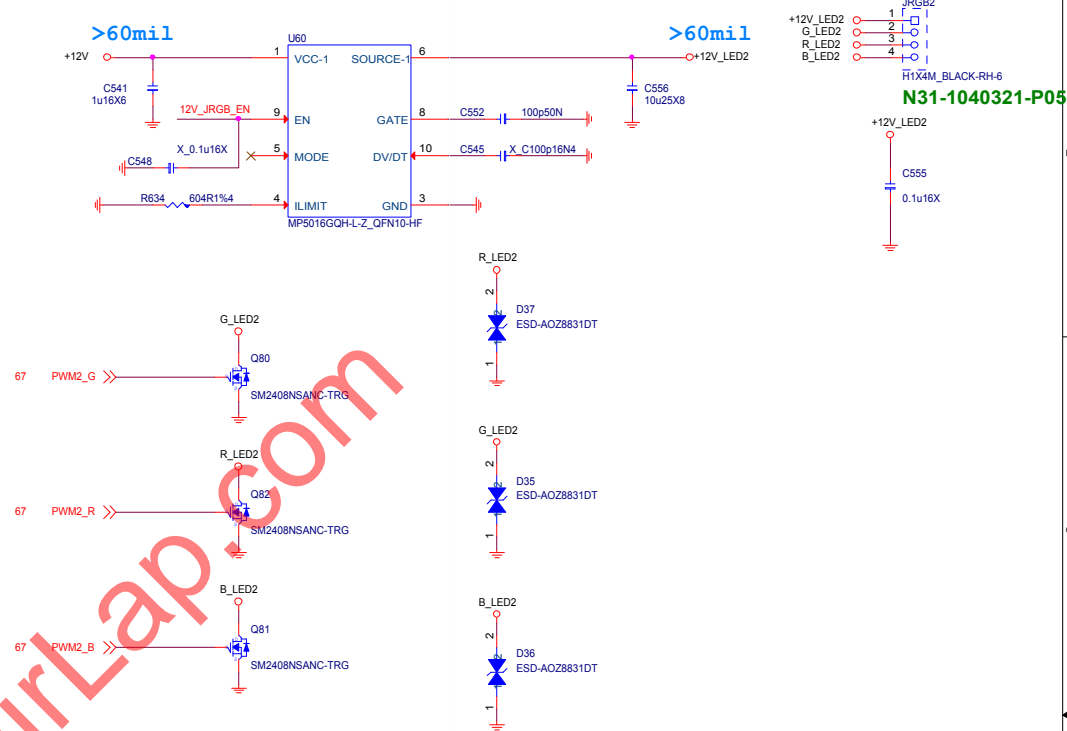 >60mil
>60mil
JRGB2
+12V_LED2 1
G_LED2 2
R_LED2 3
B_LED2 4
H1X4M_BLACK-RH-6
N31-1040321-P05
+12V
U60
1 VCC-1 SOURCE-1 6
+12V_LED2
C541
1u16X6
C556
10u25X8
12V_JRGB_EN
9 EN GATE 8
C552 100p50N
C548 X_0.1u16X
5 MODE DV/DT 10
C545 X_C100p16N4
R634 604R1%4
4 ILIMIT GND 3
MP5016GQH-L-Z_QFN10-HF
+12V_LED2
C555
0.1u16X
R_LED2
2
D37
ESD-AOZ8831DT
1
G_LED2
Q80
67 PWM2_G
SM2408NSANC-TRG
G_LED2
2
D35
ESD-AOZ8831DT
1
R_LED2
Q82
67 PWM2_R
SM2408NSANC-TRG
B_LED2
Q81
67 PWM2_B
SM2408NSANC-TRG
B_LED2
2
D36
ESD-AOZ8831DT
1
urLap.com